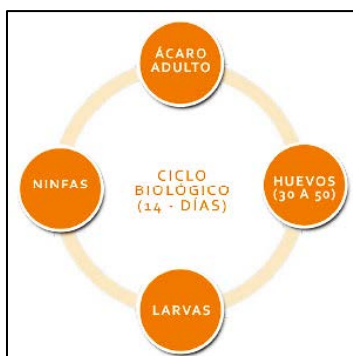 ÁCARO
ADULTO
NINFAS
CICLO
BIOLÓGICO
(14 - DÍAS)
HUEVOS
(30 A 50)
LARVAS